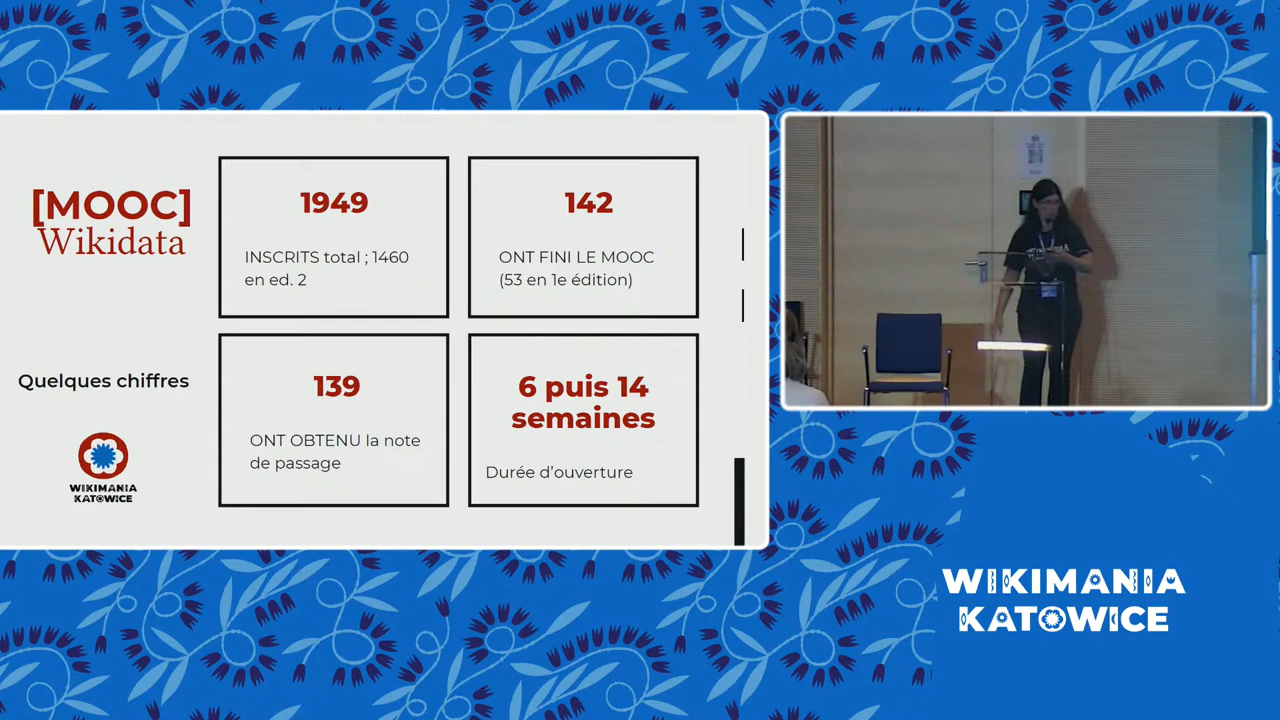 [MOOC]
Wikidata
Quelques chiffres
WIKIMANIA
KATOWICE
1949
INSCRITS total ; 1460
en ed. 2
142
ONT FINI LE MOOC
(53 en 1e édition)
139
ONT OBTENU la note
de passage
6 puis 14
semaines
Durée d’ouverture
WIKIMANIA
KATOWICE